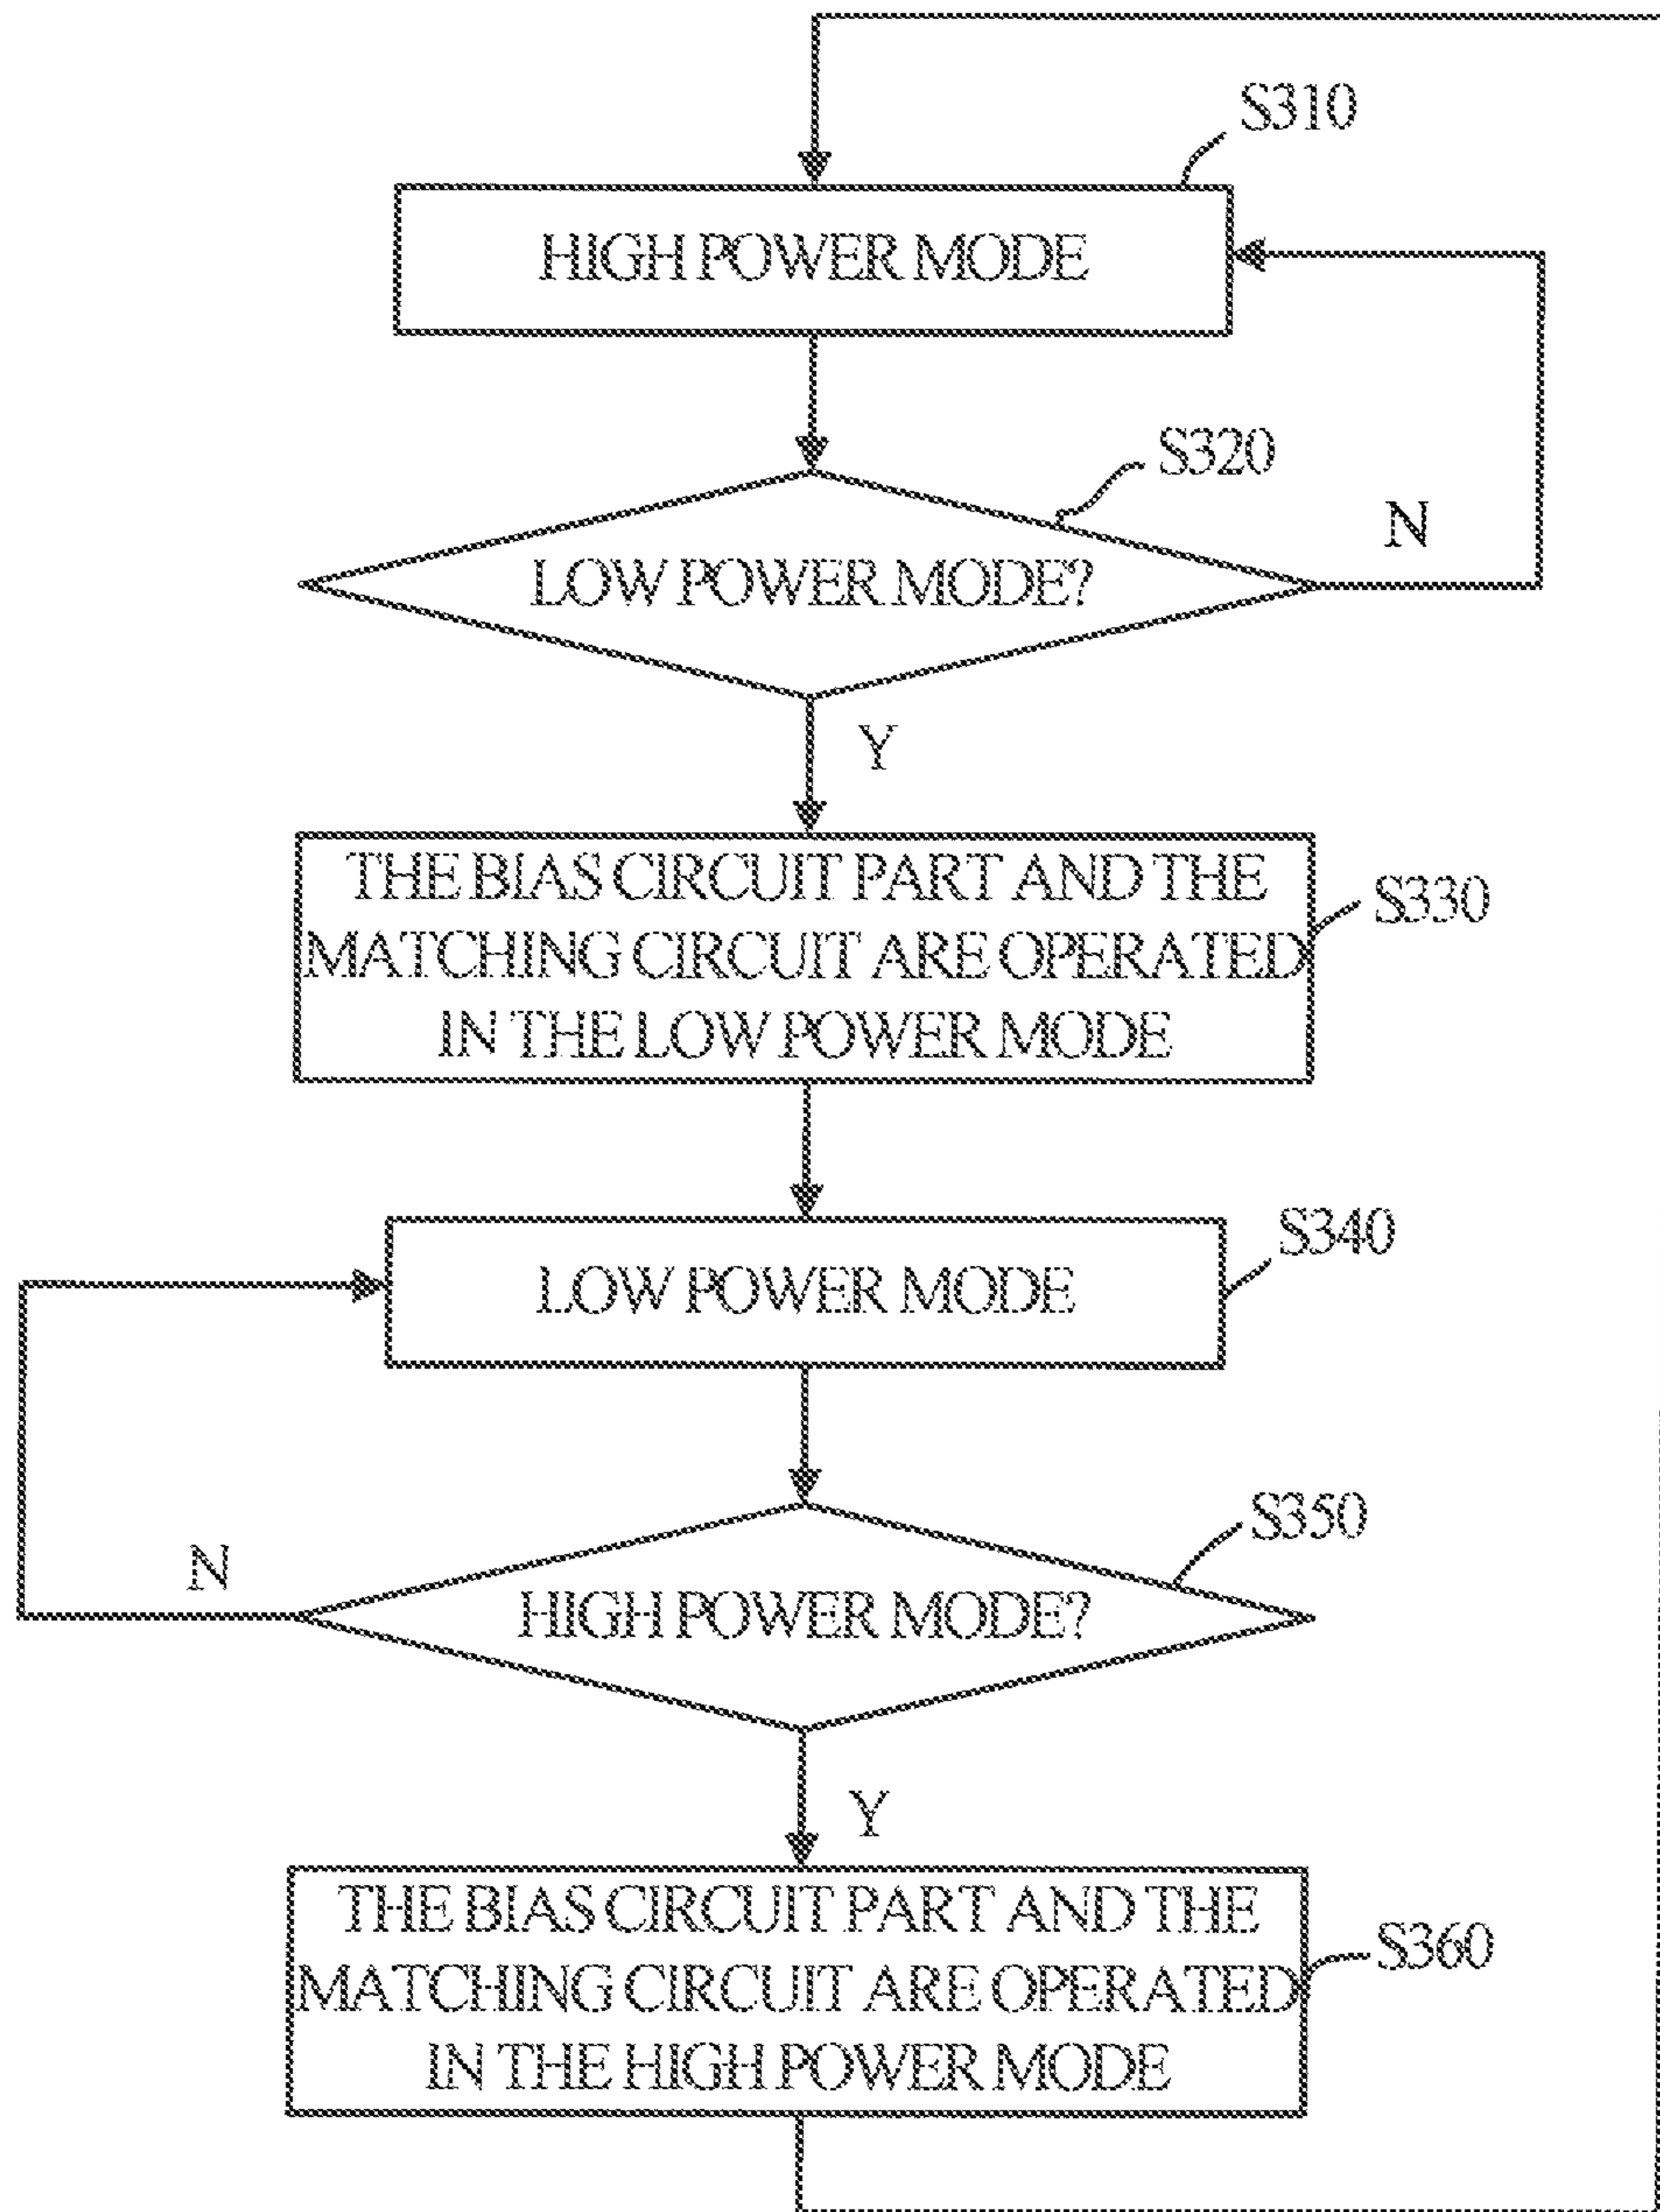 S310
HIGH POWER MODE
S320
LOW POWER MODE?
N
Y
THE BIAS CIRCUIT PART AND THE
MATCHING CIRCUIT ARE OPERATED
IN THE LOW POWER MODE
S330
LOW POWER MODE
S340
HIGH POWER MODE?
S350
N
Y
THE BIAS CIRCUIT PART AND THE
MATCHING CIRCUIT ARE OPERATED
IN THE HIGH POWER MODE
S360